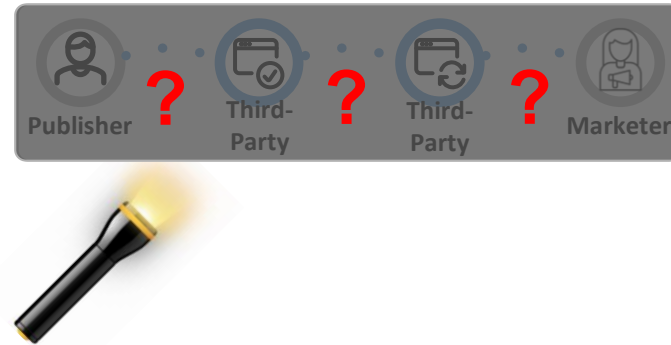 ? ? ?
Publisher
Third-
Party
Third-
Party
Marketer